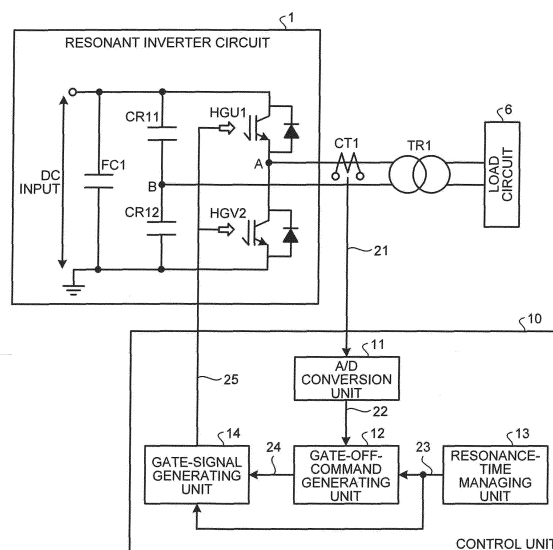 1
RESONANT INVERTER CIRCUIT
HGU1
CR11
6
CT1
TR1
FC1
A
LOAD
CIRCUIT
DC
INPUT
B
CR12
HGV2
21
10
11
A/D
CONVERSION
UNIT
25
22
14
24
12
23
13
GATE-SIGNAL
GENERATING
UNIT
GATE-OFF-
COMMAND
GENERATING
UNIT
RESONANCE-
TIME
MANAGING
UNIT
CONTROL UNIT